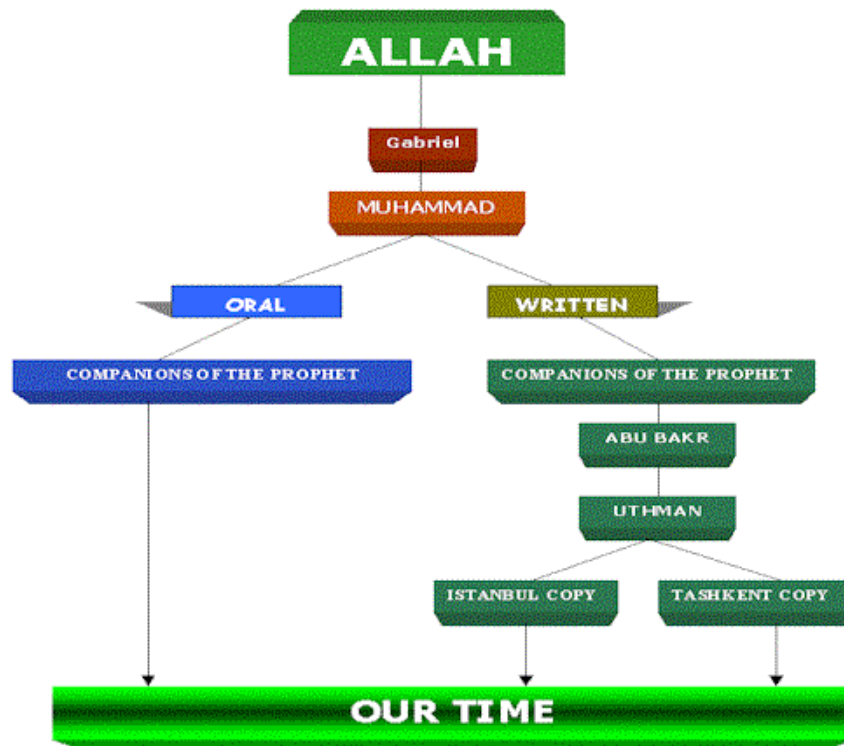 ALLAH
Gabriel
MUHAMMAD
ORAL
WRITTEN
COMPANIONS OF THE PROPHET
COMPANIONS OF THE PROPHET
ABU BAKR
UTHMAN
ISTANBUL COPY
TASHKENT COPY
OUR TIME